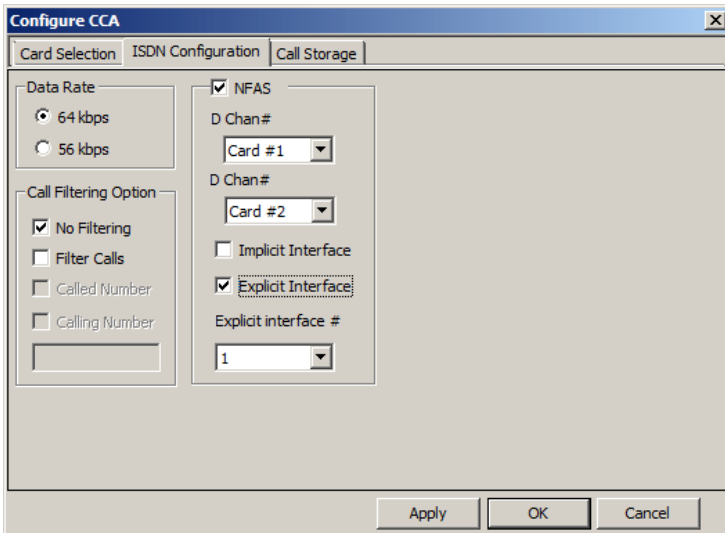 Configure CCA
Card Selection
ISDN Configuration
Call Storage
Data Rate
64 kbps
56 kbps
Call Filtering Option
No Filtering
Filter Calls
Called Number
Calling Number
NFAS
D Chan#
Card #1
D Chan#
Card #2
Implicit Interface
Explicit Interface
Explicit interface #
1
Apply
OK
Cancel